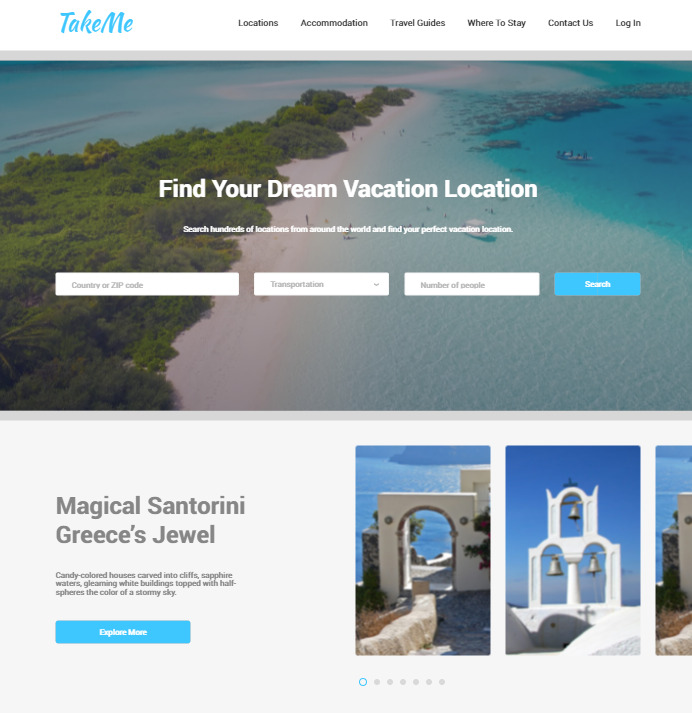 TakeMe
Locations Accommodation Travel Guides Where To Stay Contact Us Log In
Find Your Dream Vacation Location
Search hundreds of locations from around the world and find your perfect vacation location.
Country or ZIP code Transportation Number of people Search
Magical Santorini
Greece’s Jewel
Candy-colored houses carved into cliffs, sapphire
waters, gleaming white buildings topped with half-
spheres the color of a stormy sky.
Explore More